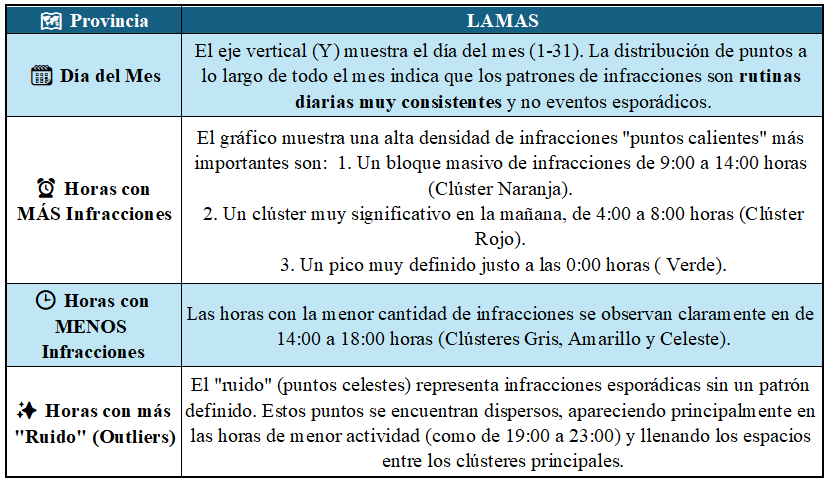 Provincia
LAMAS
Día del Mes
El eje vertical (Y) muestra el día del mes (1-31). La distribución de puntos a
lo largo de todo el mes indica que los patrones de infracciones son rutinas
diarias muy consistentes y no eventos esporádicos.
Horas con
MÁS Infracciones
El gráfico muestra una alta densidad de infracciones "puntos calientes" más
importantes son: 1. Un bloque masivo de infracciones de 9:00 a 14:00 horas
(Clúster Naranja).
2. Un clúster muy significativo en la mañana, de 4:00 a 8:00 horas (Clúster
Rojo).
3. Un pico muy definido justo a las 0:00 horas ( Verde).
Horas con
MENOS
Infracciones
Las horas con la menor cantidad de infracciones se observan claramente en de
14:00 a 18:00 horas (Clústeres Gris, Amarillo y Celeste).
Horas con más
"Ruido" (Outliers)
El "ruido" (puntos celestes) representa infracciones esporádicas sin un patrón
definido. Estos puntos se encuentran dispersos, apareciendo principalmente en
las horas de menor actividad (como de 19:00 a 23:00) y llenando los espacios
entre los clústeres principales.